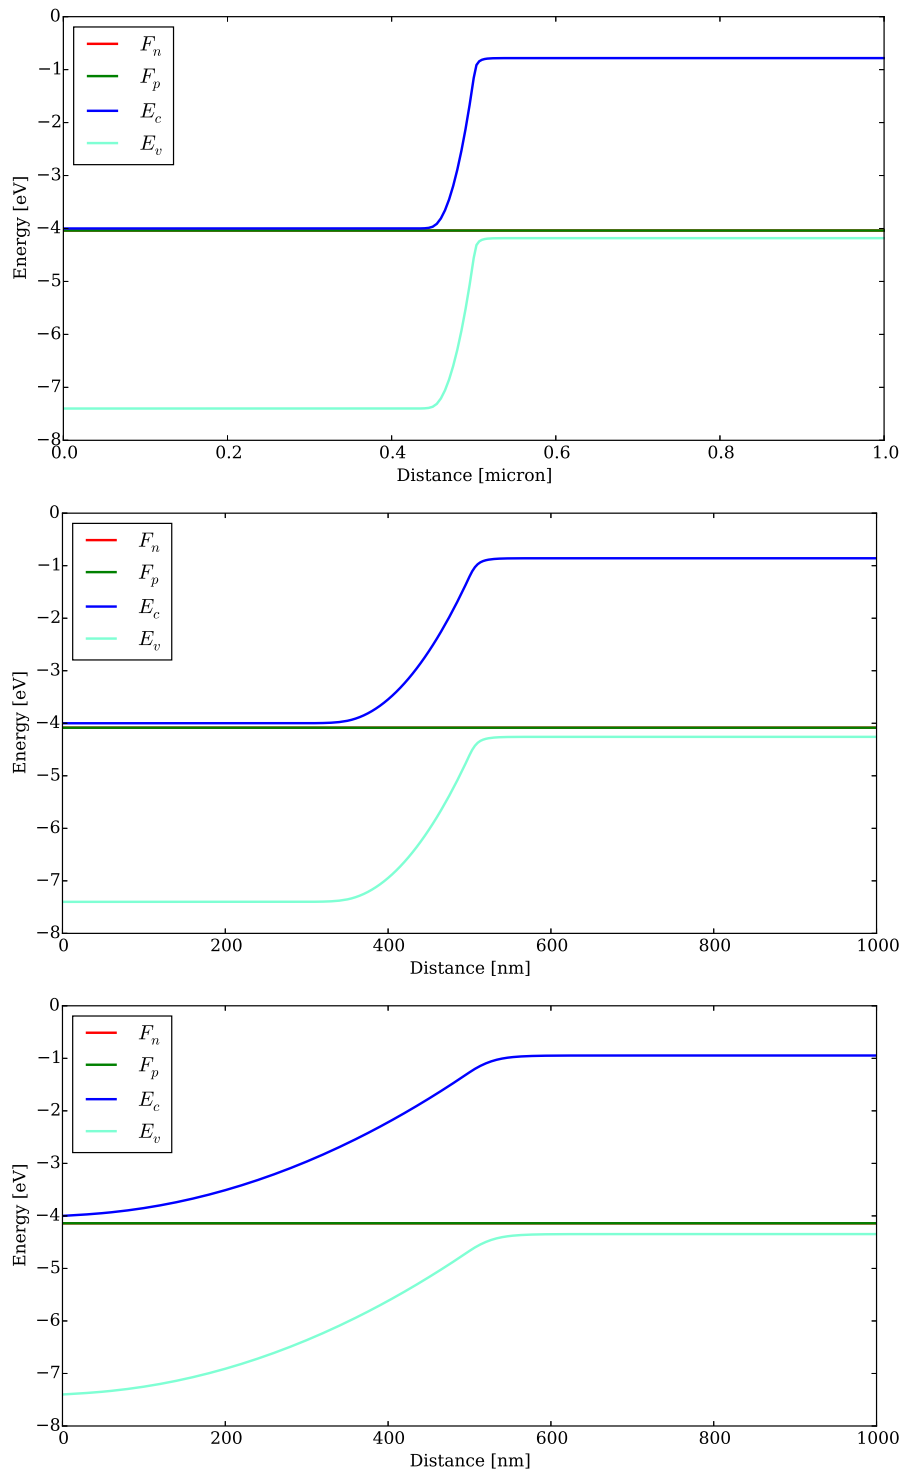 0
−1
−2
−3
−4
−5
−6
−7
−8
Energy [eV]
F_n
F_p
E_c
E_v
0.0 0.2 0.4 0.6 0.8 1.0
Distance [micron]
0
−1
−2
−3
−4
−5
−6
−7
−8
Energy [eV]
F_n
F_p
E_c
E_v
0 200 400 600 800 1000
Distance [nm]
0
−1
−2
−3
−4
−5
−6
−7
−8
Energy [eV]
F_n
F_p
E_c
E_v
0 200 400 600 800 1000
Distance [nm]